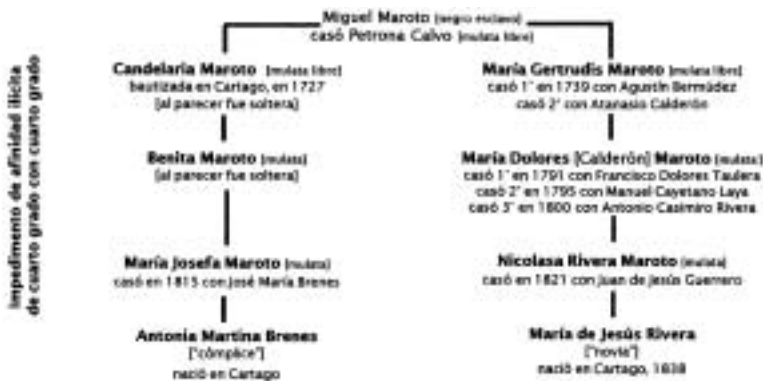 Impedimento de afinidad ilícita
de cuarto grado con cuarto grado
Miguel Maroto [negro esclavo]
casó Petrona Calvo [mulata libre]
Candelaria Maroto [mulata libre]
bautizada en Cartago, en 1727
[al parecer fue soltera]
Benita Maroto [mulata]
[al parecer fue soltera]
María Josefa Maroto [mulata]
casó en 1815 con José María Brenes
Antonia Martina Brenes
["cómplice"]
nació en Cartago
María Gertrudis Maroto [mulata libre]
casó 1º en 1739 con Agustín Bermúdez
casó 2º con Atanasio Calderón
María Dolores [Calderón] Maroto [mulata]
casó 1º en 1791 con Francisco Dolores Taulera
casó 2º en 1795 con Manuel Cayetano Laya
casó 3º en 1800 con Antonio Casimiro Rivera
Nicolasa Rivera Maroto [mulata]
casó en 1821 con Juan de Jesús Guerrero
María de Jesús Rivera
["novia"]
nació en Cartago, 1838